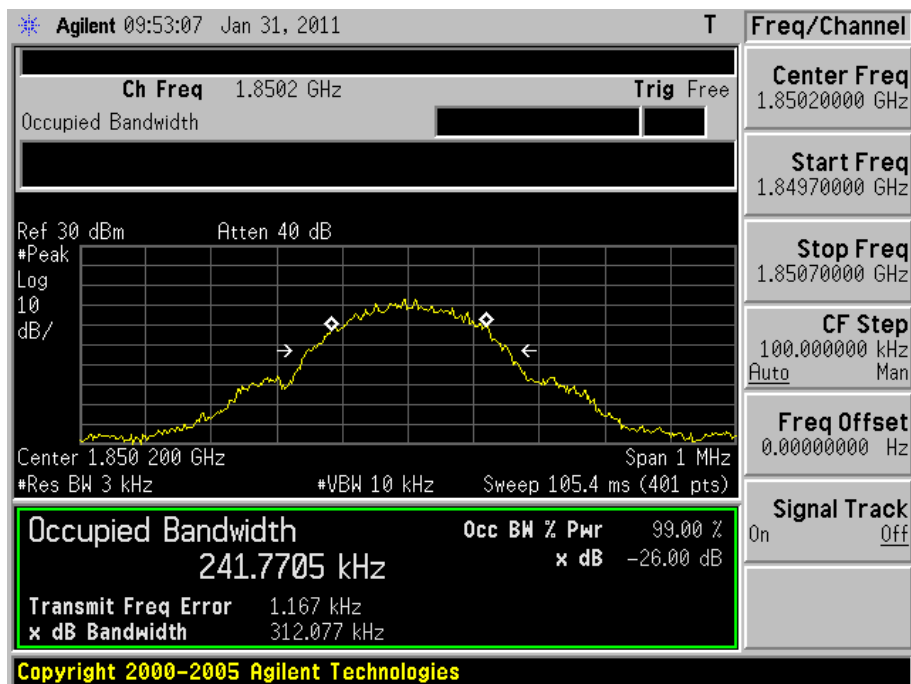 Agilent 09:53:07 Jan 31, 2011 T
Freq/Channel
Ch Freq 1.8502 GHz Trig Free
Occupied Bandwidth
Center Freq
1.85020000 GHz
Start Freq
1.84970000 GHz
Stop Freq
1.85070000 GHz
CF Step
100.000000 kHz
Auto Man
Freq Offset
0.00000000 Hz
Signal Track
On Off
Ref 30 dBm Atten 40 dB
#Peak
Log
10
dB/
Center 1.850 200 GHz Span 1 MHz
#Res BW 3 kHz #VBW 10 kHz Sweep 105.4 ms (401 pts)
Occupied Bandwidth
241.7705 kHz
Occ BW % Pwr 99.00 %
x dB -26.00 dB
Transmit Freq Error 1.167 kHz
x dB Bandwidth 312.077 kHz
Copyright 2000-2005 Agilent Technologies